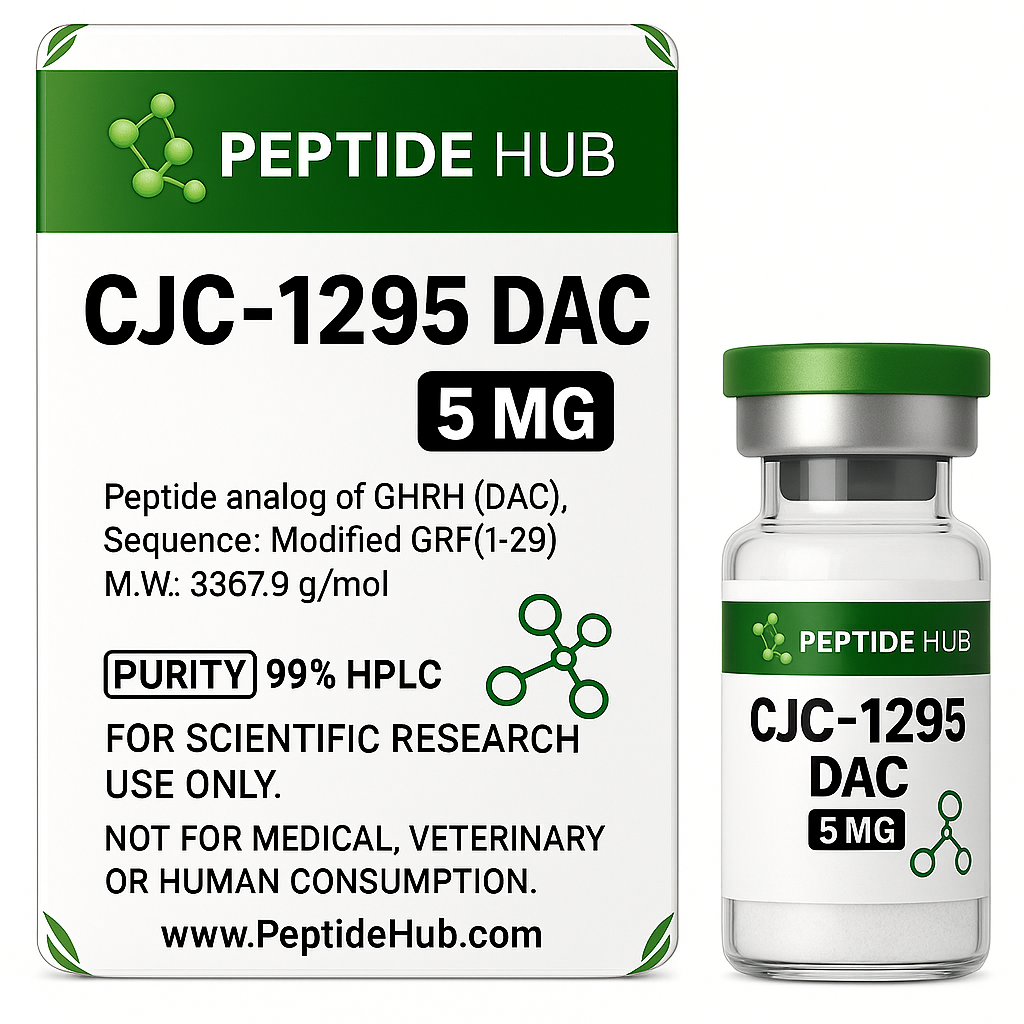 PEPTIDE HUB
CJC-1295 DAC
5 MG
Peptide analog of GHRH (DAC),
Sequence: Modified GRF(1-29)
M.W.: 3367.9 g/mol
PURITY 99% HPLC
FOR SCIENTIFIC RESEARCH
USE ONLY.
NOT FOR MEDICAL, VETERINARY
OR HUMAN CONSUMPTION.
www.PeptideHub.com
PEPTIDE HUB
CJC-1295
DAC
5 MG